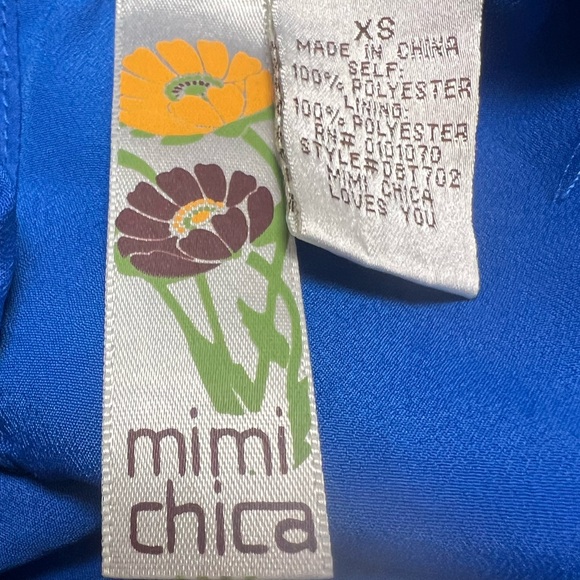 XS
MADE IN CHINA
SELF:
100% POLYESTER
LINING:
100% POLYESTER
RN# 0101070
STYLE#DBT702
MIMI CHICA
LOVES YOU
mimi
chica